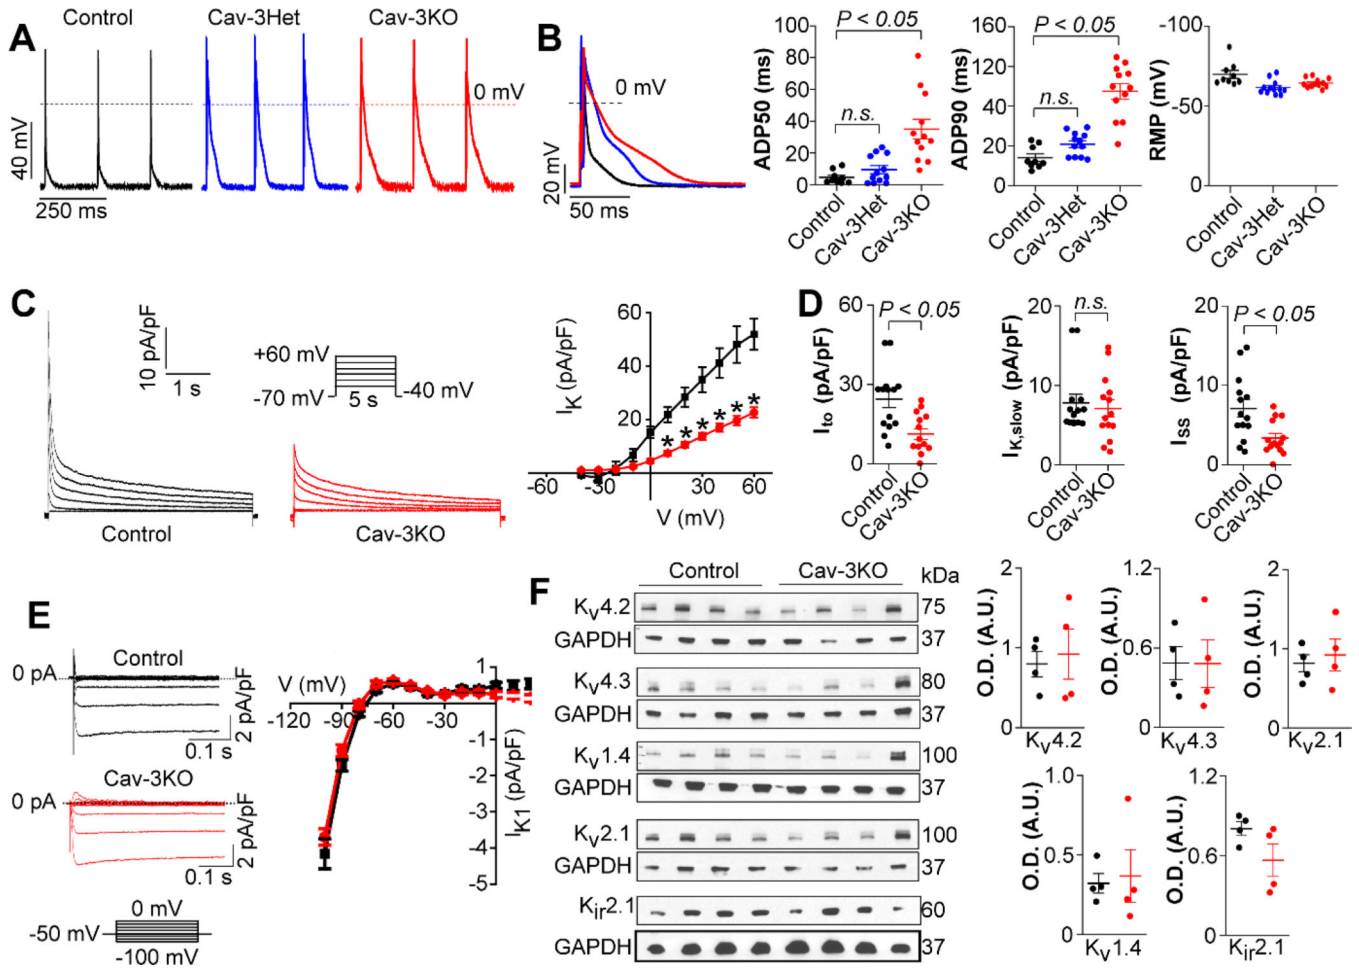 A
Control
Cav-3Het
Cav-3KO
0 mV
40 mV
250 ms
B
0 mV
20 mV
50 ms
ADP50 (ms)
100
80
60
40
20
0
P < 0.05
n.s.
Control
Cav-3Het
Cav-3KO
ADP90 (ms)
160
120
80
40
0
P < 0.05
n.s.
Control
Cav-3Het
Cav-3KO
RMP (mV)
-100
-50
0
Control
Cav-3Het
Cav-3KO
C
10 pA/pF
1 s
+60 mV
-70 mV
5 s
-40 mV
Control
Cav-3KO
IK (pA/pF)
60
40
20
* * * * * *
-60
30
60
V (mV)
D
Ito (pA/pF)
60
30
0
P < 0.05
Control
Cav-3KO
IK,slow (pA/pF)
20
15
10
5
0
n.s.
Control
Cav-3KO
ISS (pA/pF)
20
15
10
5
0
P < 0.05
Control
Cav-3KO
E
Control
0 pA
2 pA/pF
0.1 s
Cav-3KO
0 pA
2 pA/pF
0.1 s
0 mV
-50 mV
-100 mV
V (mV)
-120
-90
-60
-30
1
-1
-2
-3
-4
-5
IK1 (pA/pF)
F
Control
Cav-3KO
kDa
Kv4.2
75
GAPDH
37
Kv4.3
80
GAPDH
37
Kv1.4
100
GAPDH
37
Kv2.1
100
GAPDH
37
Kir2.1
60
GAPDH
37
O.D. (A.U.)
2
1
0
Kv4.2
O.D. (A.U.)
1.2
0.6
0
Kv4.3
O.D. (A.U.)
2
1
0
Kv2.1
O.D. (A.U.)
1
0.5
0
Kv1.4
O.D. (A.U.)
1.2
0.6
0
Kir2.1